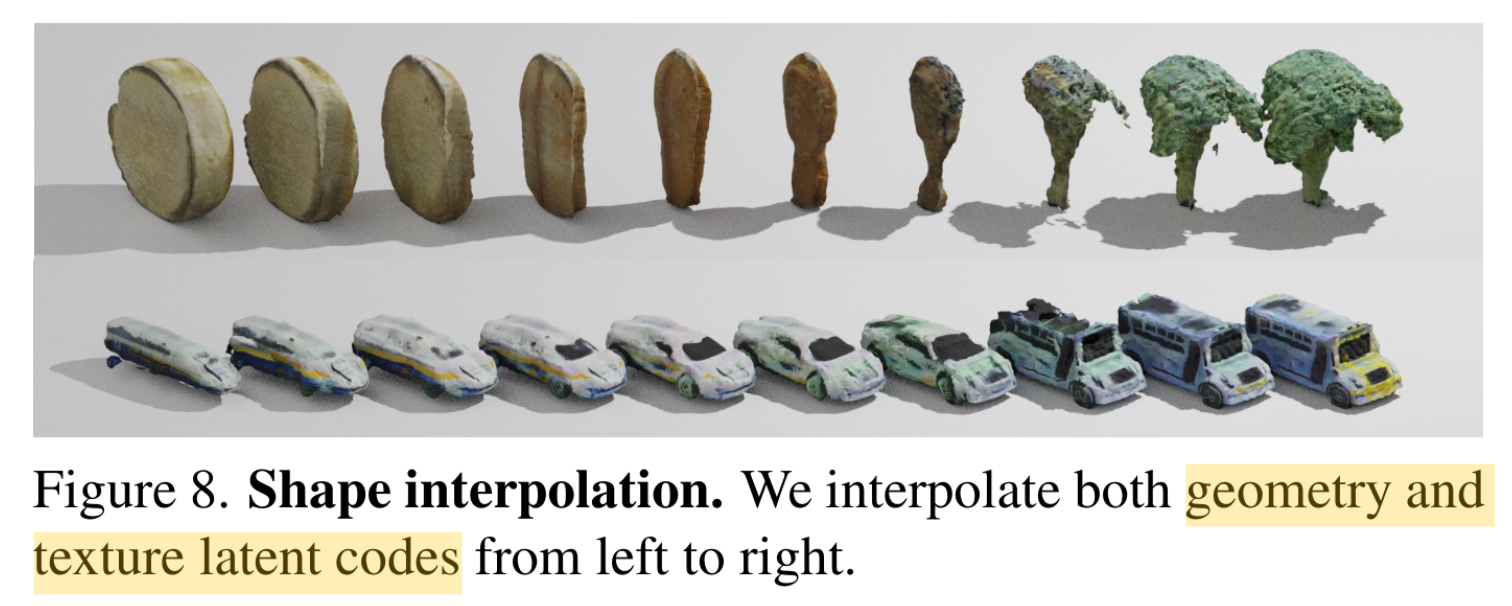 Figure 8. Shape interpolation. We interpolate both geometry and
texture latent codes from left to right.